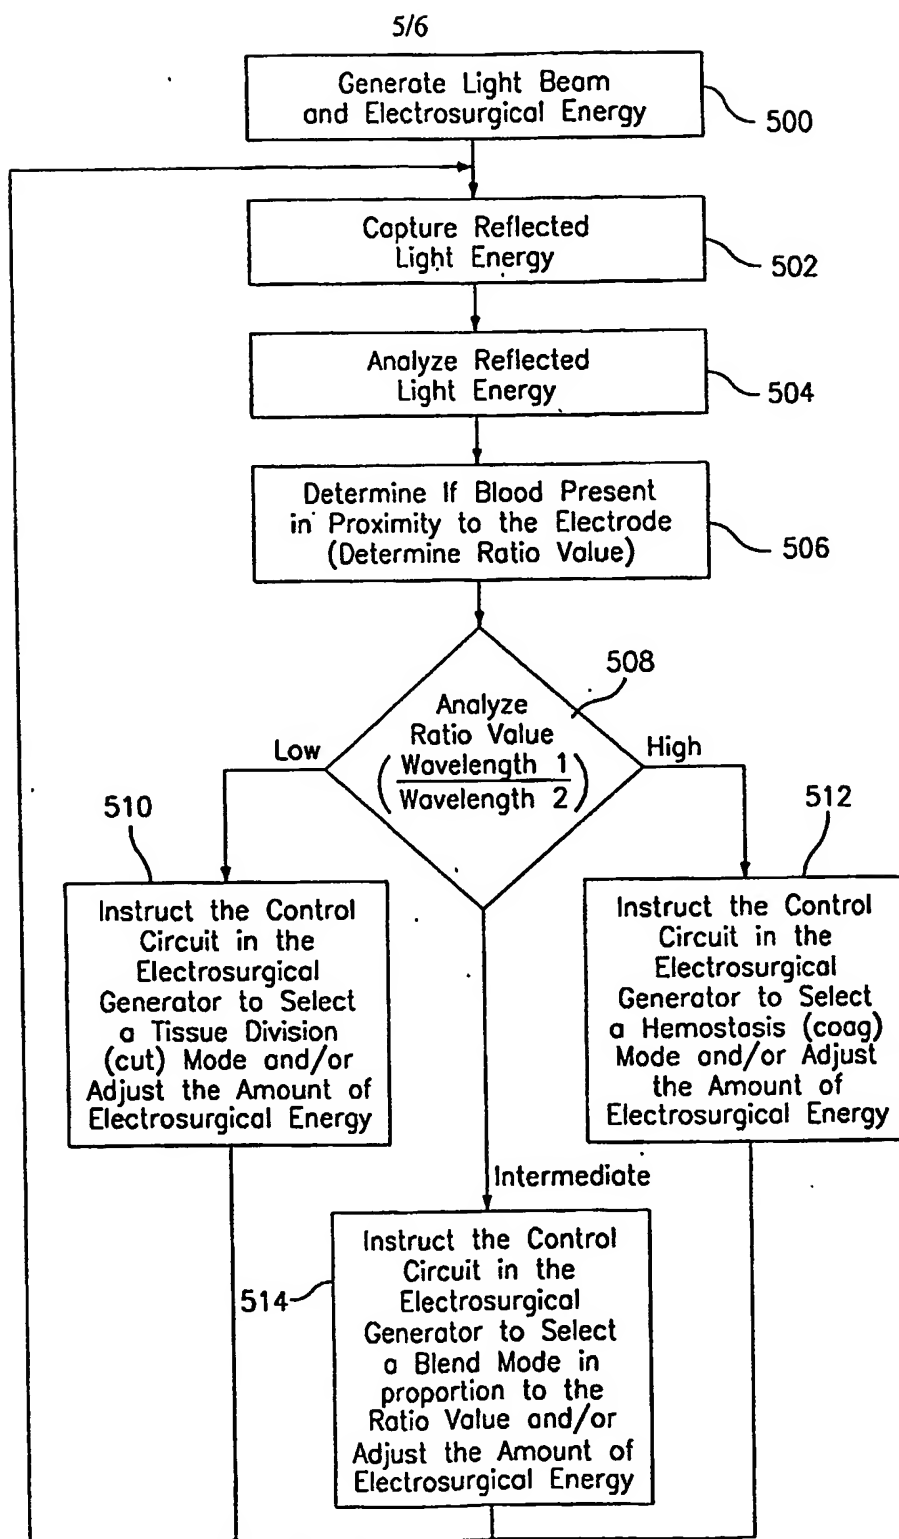 5/6
Generate Light Beam
and Electrosurgical Energy
500
Capture Reflected
Light Energy
502
Analyze Reflected
Light Energy
504
Determine If Blood Present
in Proximity to the Electrode
(Determine Ratio Value)
506
508
Analyze
Ratio Value
(Wavelength 1
Wavelength 2)
Low
High
510
Instruct the Control
Circuit in the
Electrosurgical
Generator to Select
a Tissue Division
(cut) Mode and/or
Adjust the Amount of
Electrosurgical Energy
512
Instruct the Control
Circuit in the
Electrosurgical
Generator to Select
a Hemostasis (coag)
Mode and/or Adjust
the Amount of
Electrosurgical Energy
Intermediate
514
Instruct the Control
Circuit in the
Electrosurgical
Generator to Select
a Blend Mode in
proportion to the
Ratio Value and/or
Adjust the Amount of
Electrosurgical Energy